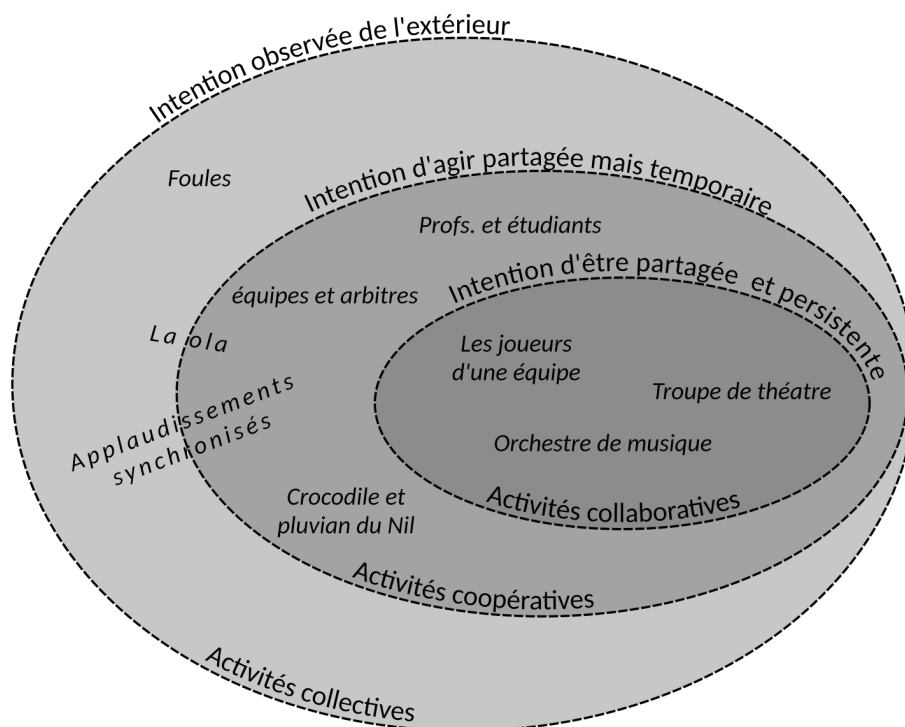 Intention observée de l'extérieur
Foules
Intention d'agir partagée mais temporaire
Profs. et étudiants
Intention d'être partagée et persistente
équipes et arbitres
La ola
Les joueurs
d'une équipe
Troupe de théatre
Applaudissements
synchronisés
Orchestre de musique
Crocodile et
pluvian du Nil
Activités collaboratives
Activités coopératives
Activités collectives